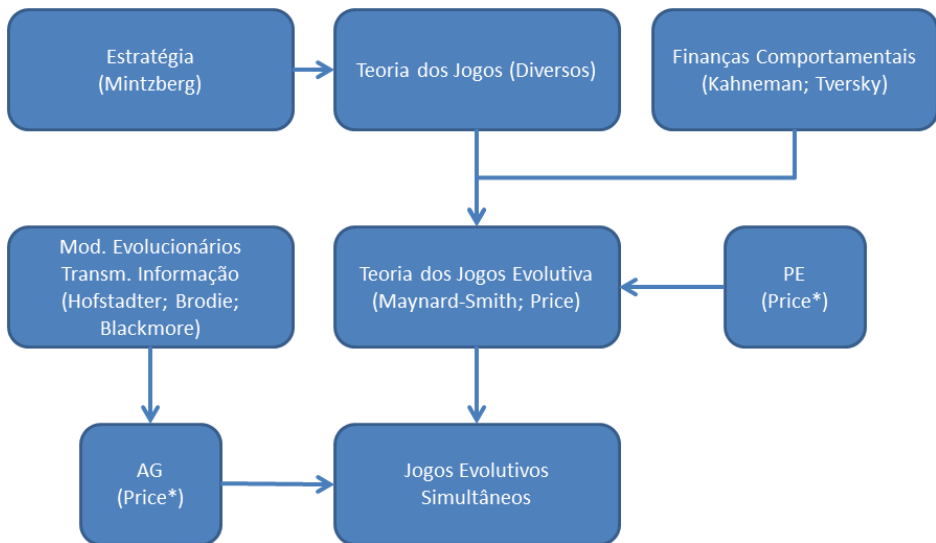 Estratégia
(Mintzberg)
Teoria dos Jogos (Diversos)
Finanças Comportamentais
(Kahneman; Tversky)
Mod. Evolucionários
Transm. Informação
(Hofstadter; Brodie;
Blackmore)
Teoria dos Jogos Evolutiva
(Maynard-Smith; Price)
PE
(Price*)
AG
(Price*)
Jogos Evolutivos
Simultâneos